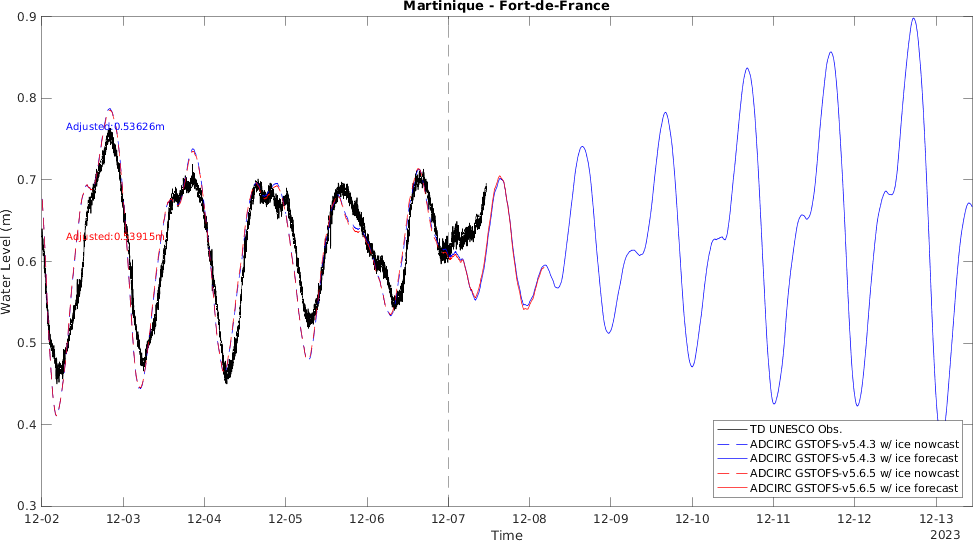 Martinique - Fort-de-France
0.9
0.8
0.7
0.6
0.5
0.4
0.3
Water Level (m)
Adjusted:0.53626m
Adjusted:0.53915m
TD UNESCO Obs.
ADCIRC GSTOFS-v5.4.3 w/ ice nowcast
ADCIRC GSTOFS-v5.4.3 w/ ice forecast
ADCIRC GSTOFS-v5.6.5 w/ ice nowcast
ADCIRC GSTOFS-v5.6.5 w/ ice forecast
12-02 12-03 12-04 12-05 12-06 12-07 12-08 12-09 12-10 12-11 12-12 12-13
Time
2023